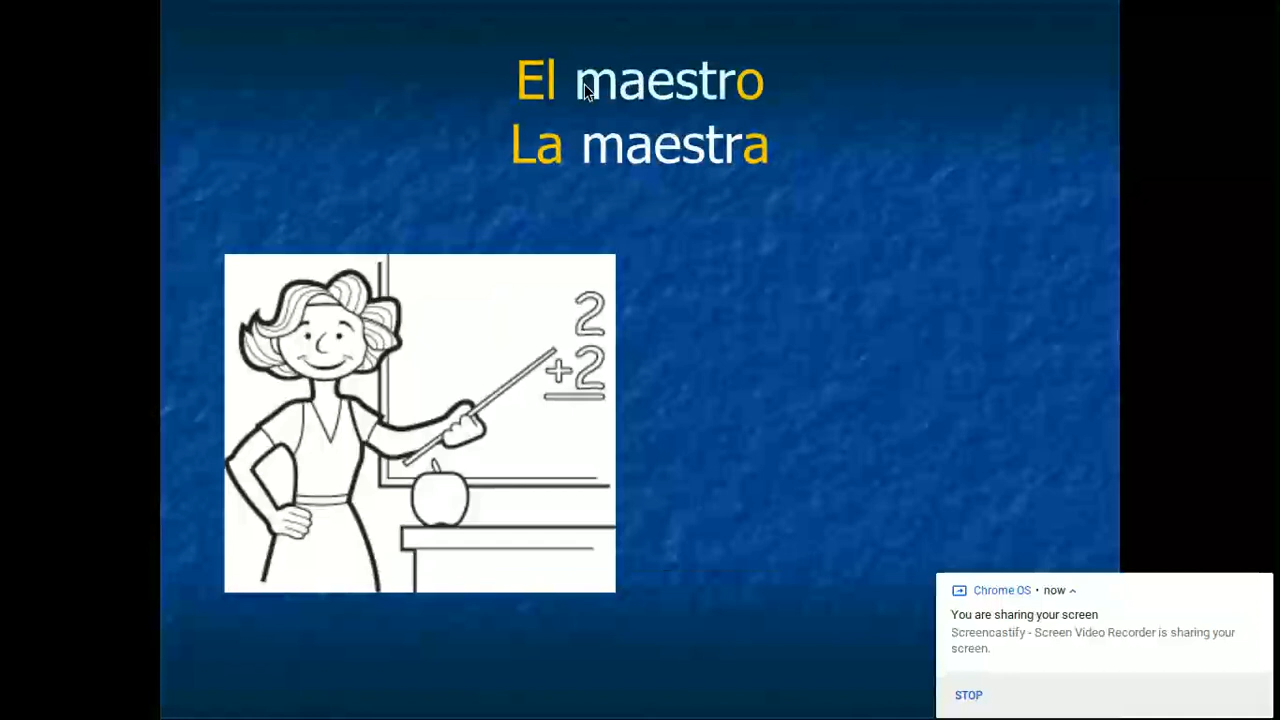 El maestro
La maestra
2
+2
Chrome OS • now
You are sharing your screen
Screencastify - Screen Video Recorder is sharing your
screen.
STOP